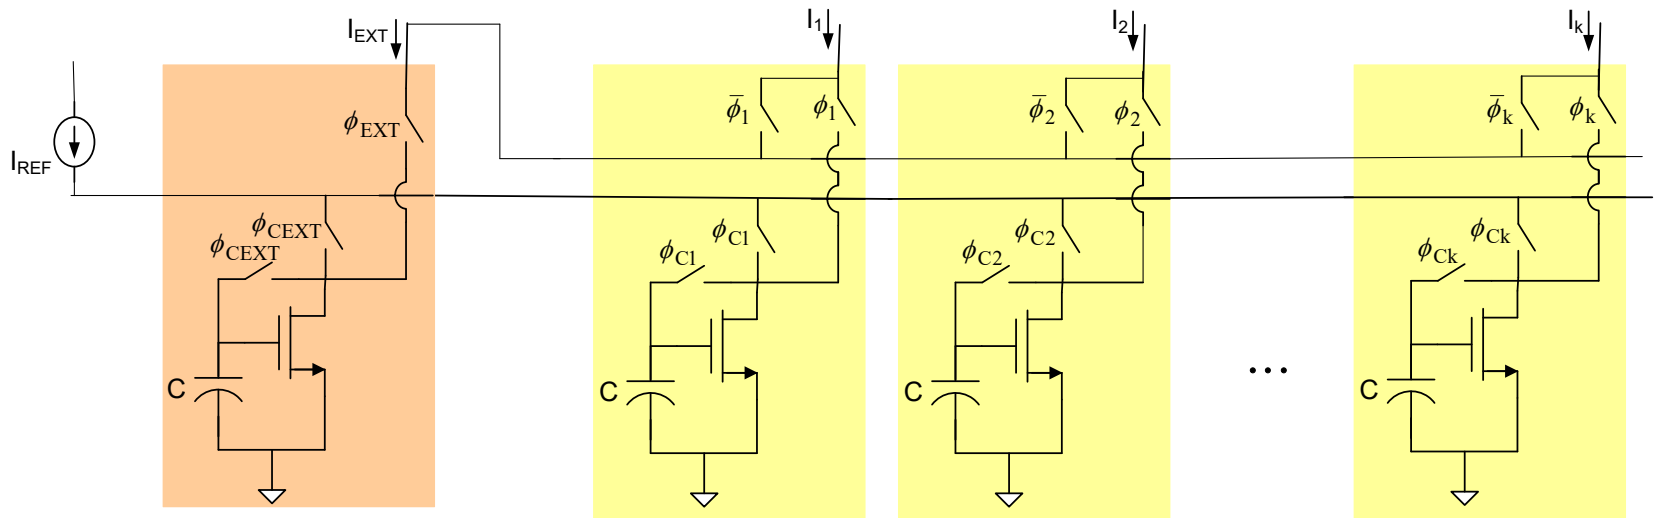 I_EXT
I_1
I_2
I_k
ϕ̅_1
ϕ_1
ϕ̅_2
ϕ_2
ϕ̅_k
ϕ_k
ϕ_EXT
I_REF
ϕ_CEXT
ϕ_CEXT
ϕ_C1
ϕ_C1
ϕ_C2
ϕ_C2
ϕ_Ck
ϕ_Ck
C
C
C
...
C